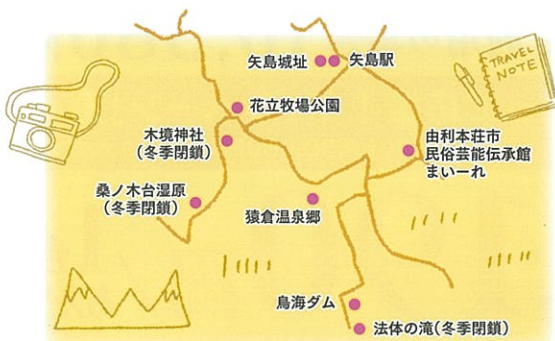 矢島城址
矢島駅
TRAVEL
NOTE
花立牧場公園
木境神社
(冬季閉鎖)
由利本荘市
民俗芸能伝承館
まいーれ
桑ノ木台湿原
(冬季閉鎖)
猿倉温泉郷
鳥海ダム
法体の滝(冬季閉鎖)